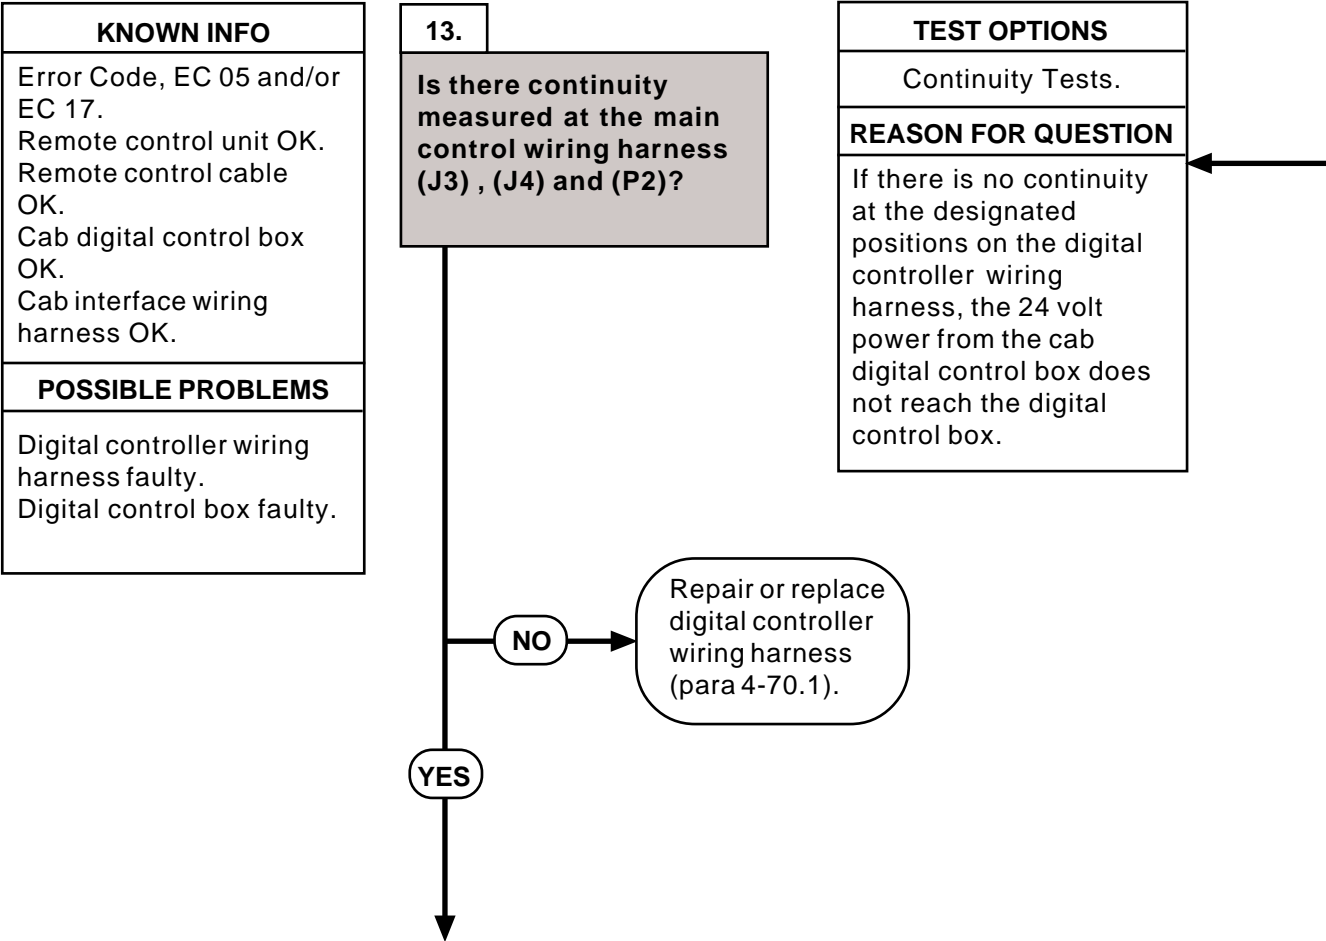 KNOWN INFO
Error Code, EC 05 and/or
EC 17.
Remote control unit OK.
Remote control cable
OK.
Cab digital control box
OK.
Cab interface wiring
harness OK.
POSSIBLE PROBLEMS
Digital controller wiring
harness faulty.
Digital control box faulty.
13.
Is there continuity
measured at the main
control wiring harness
(J3) , (J4) and (P2)?
TEST OPTIONS
Continuity Tests.
REASON FOR QUESTION
If there is no continuity
at the designated
positions on the digital
controller wiring
harness, the 24 volt
power from the cab
digital control box does
not reach the digital
control box.
NO
Repair or replace
digital controller
wiring harness
(para 4-70.1).
YES